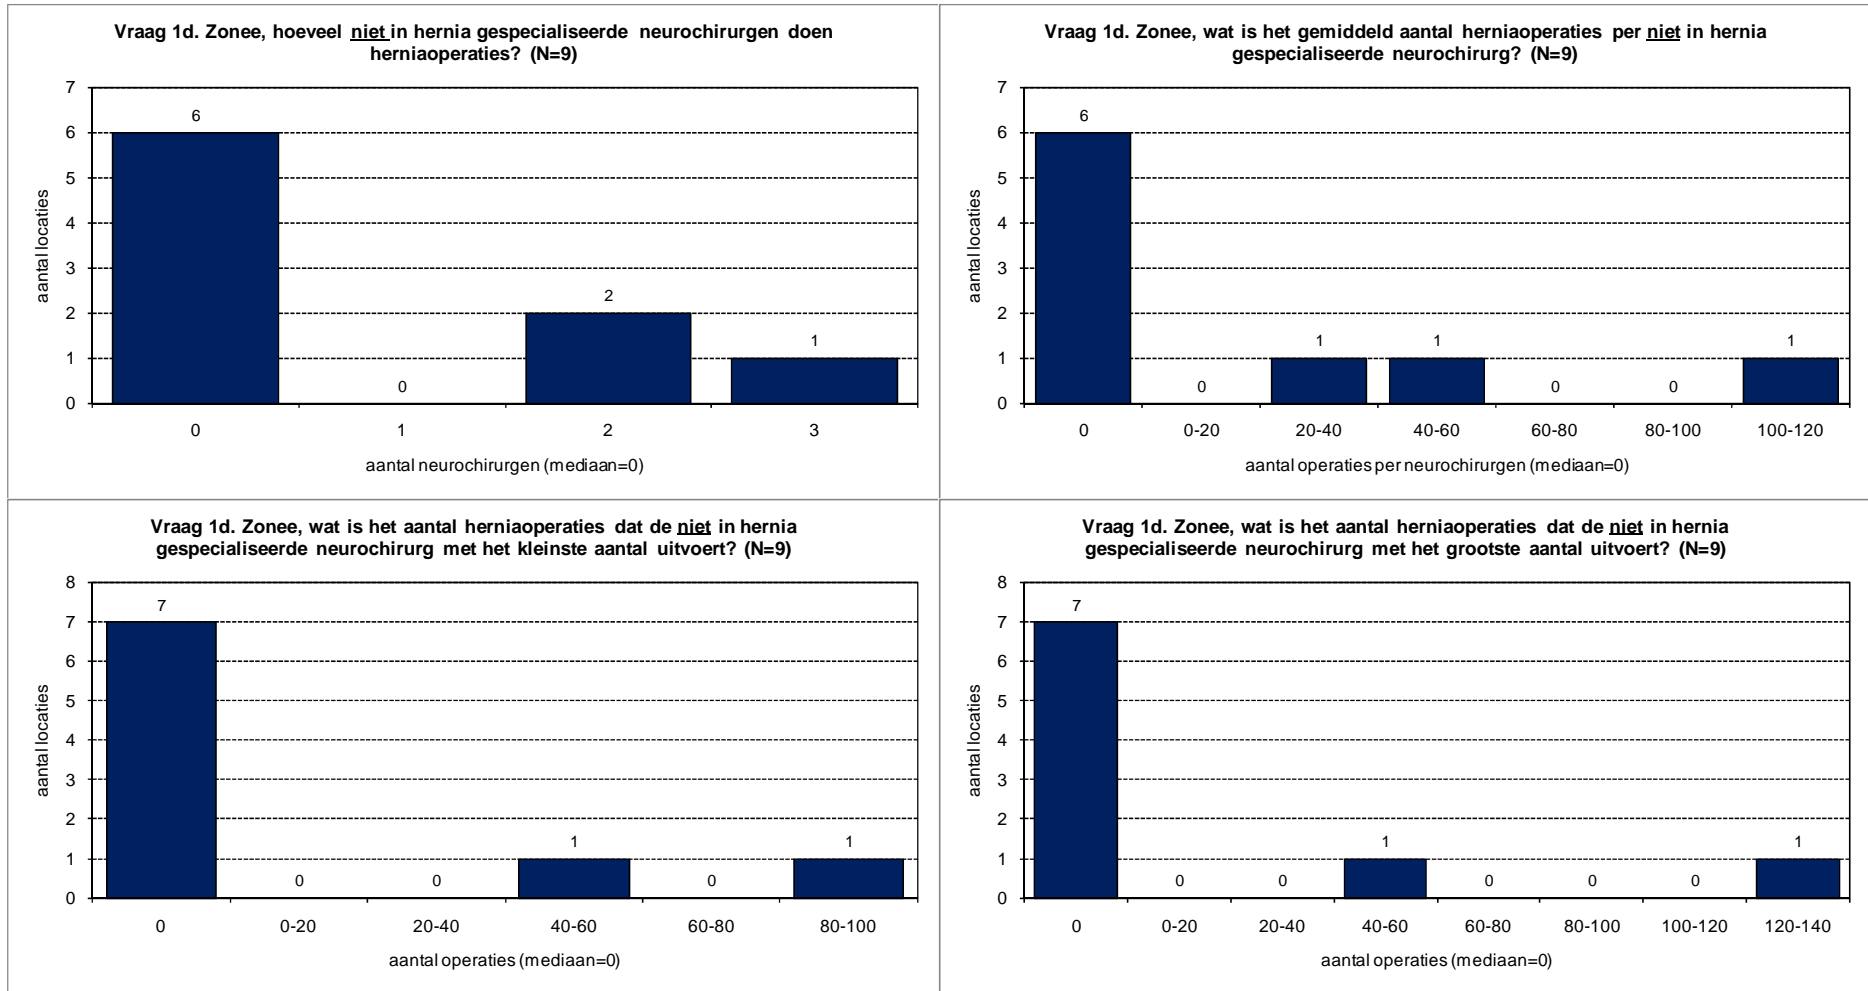 Vraag 1d. Zonee, hoeveel niet in hernia gespecialiseerde neurochirurgen doen
herniaoperaties? (N=9)
7
6
5
4
3
2
1
0
aantal locaties
6
0
2
1
0 1 2 3
aantal neurochirurgen (mediaan=0)
Vraag 1d. Zonee, wat is het gemiddeld aantal herniaoperaties per niet in hernia
gespecialiseerde neurochirurg? (N=9)
7
6
5
4
3
2
1
0
aantal locaties
6
0
1
1
0
0
1
0 0-20 20-40 40-60 60-80 80-100 100-120
aantal operaties per neurochirurgen (mediaan=0)
Vraag 1d. Zonee, wat is het aantal herniaoperaties dat de niet in hernia
gespecialiseerde neurochirurg met het kleinste aantal uitvoert? (N=9)
8
7
6
5
4
3
2
1
0
aantal locaties
7
0
0
1
0
1
0 0-20 20-40 40-60 60-80 80-100
aantal operaties (mediaan=0)
Vraag 1d. Zonee, wat is het aantal herniaoperaties dat de niet in hernia
gespecialiseerde neurochirurg met het grootste aantal uitvoert? (N=9)
8
7
6
5
4
3
2
1
0
aantal locaties
7
0
0
1
0
0
0
1
0 0-20 20-40 40-60 60-80 80-100 100-120 120-140
aantal operaties (mediaan=0)